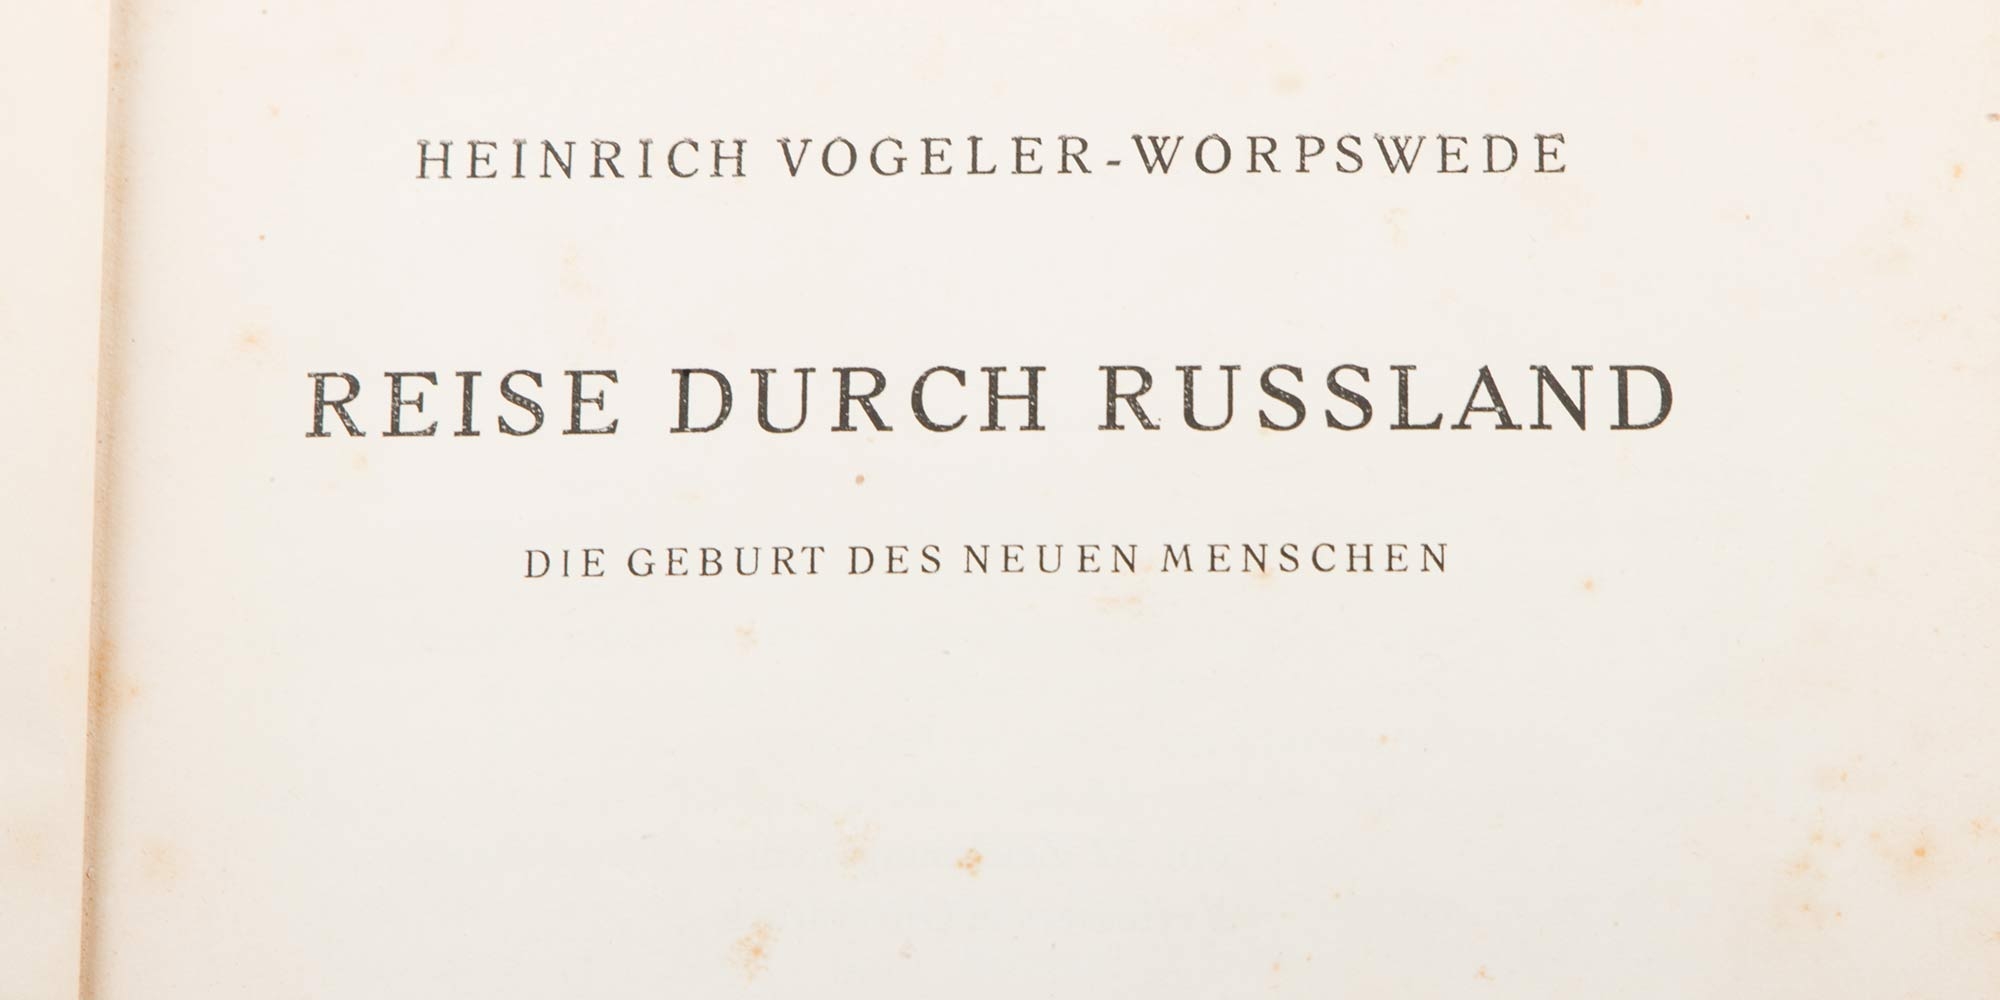 HEINRICH VOGELER-WORPSWEDE
REISE DURCH RUSSLAND
DIE GEBURT DES NEUEN MENSCHEN